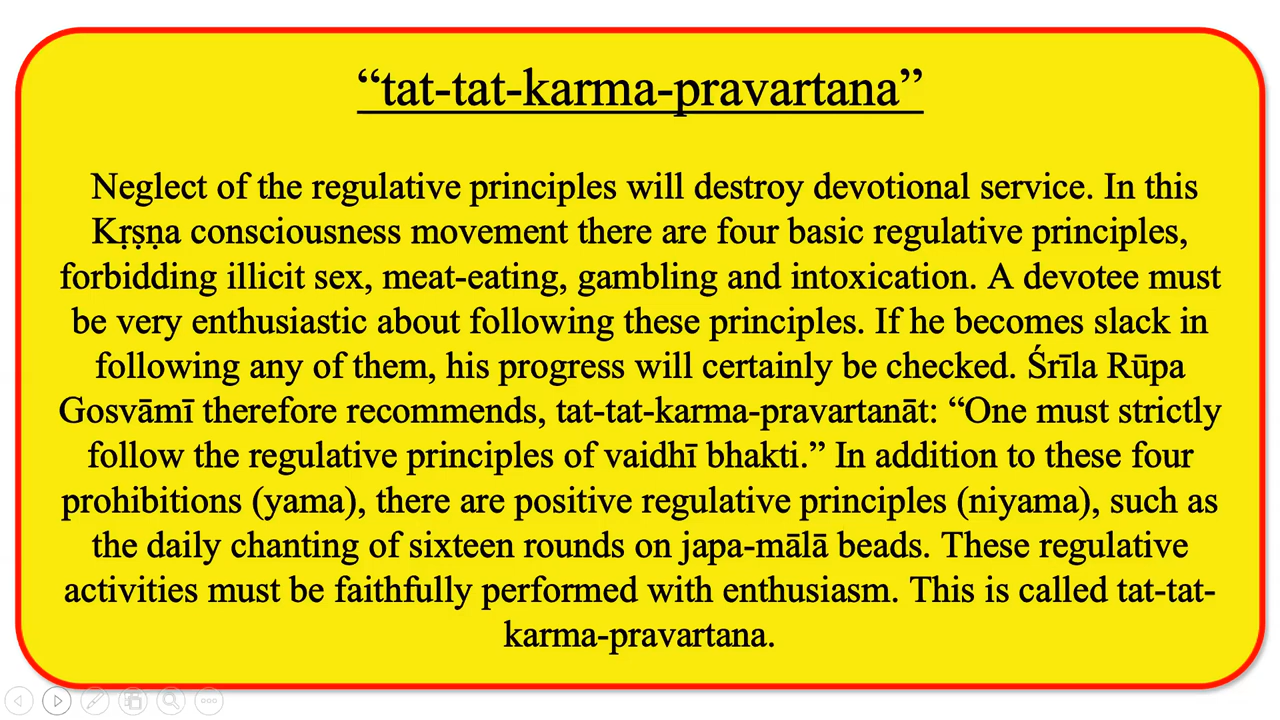 “tat-tat-karma-pravartana”
Neglect of the regulative principles will destroy devotional service. In this
Kṛṣṇa consciousness movement there are four basic regulative principles,
forbidding illicit sex, meat-eating, gambling and intoxication. A devotee must
be very enthusiastic about following these principles. If he becomes slack in
following any of them, his progress will certainly be checked. Śrīla Rūpa
Gosvāmī therefore recommends, tat-tat-karma-pravartanāt: “One must strictly
follow the regulative principles of vaidhī bhakti.” In addition to these four
prohibitions (yama), there are positive regulative principles (niyama), such as
the daily chanting of sixteen rounds on japa-mālā beads. These regulative
activities must be faithfully performed with enthusiasm. This is called tat-tat-
karma-pravartana.